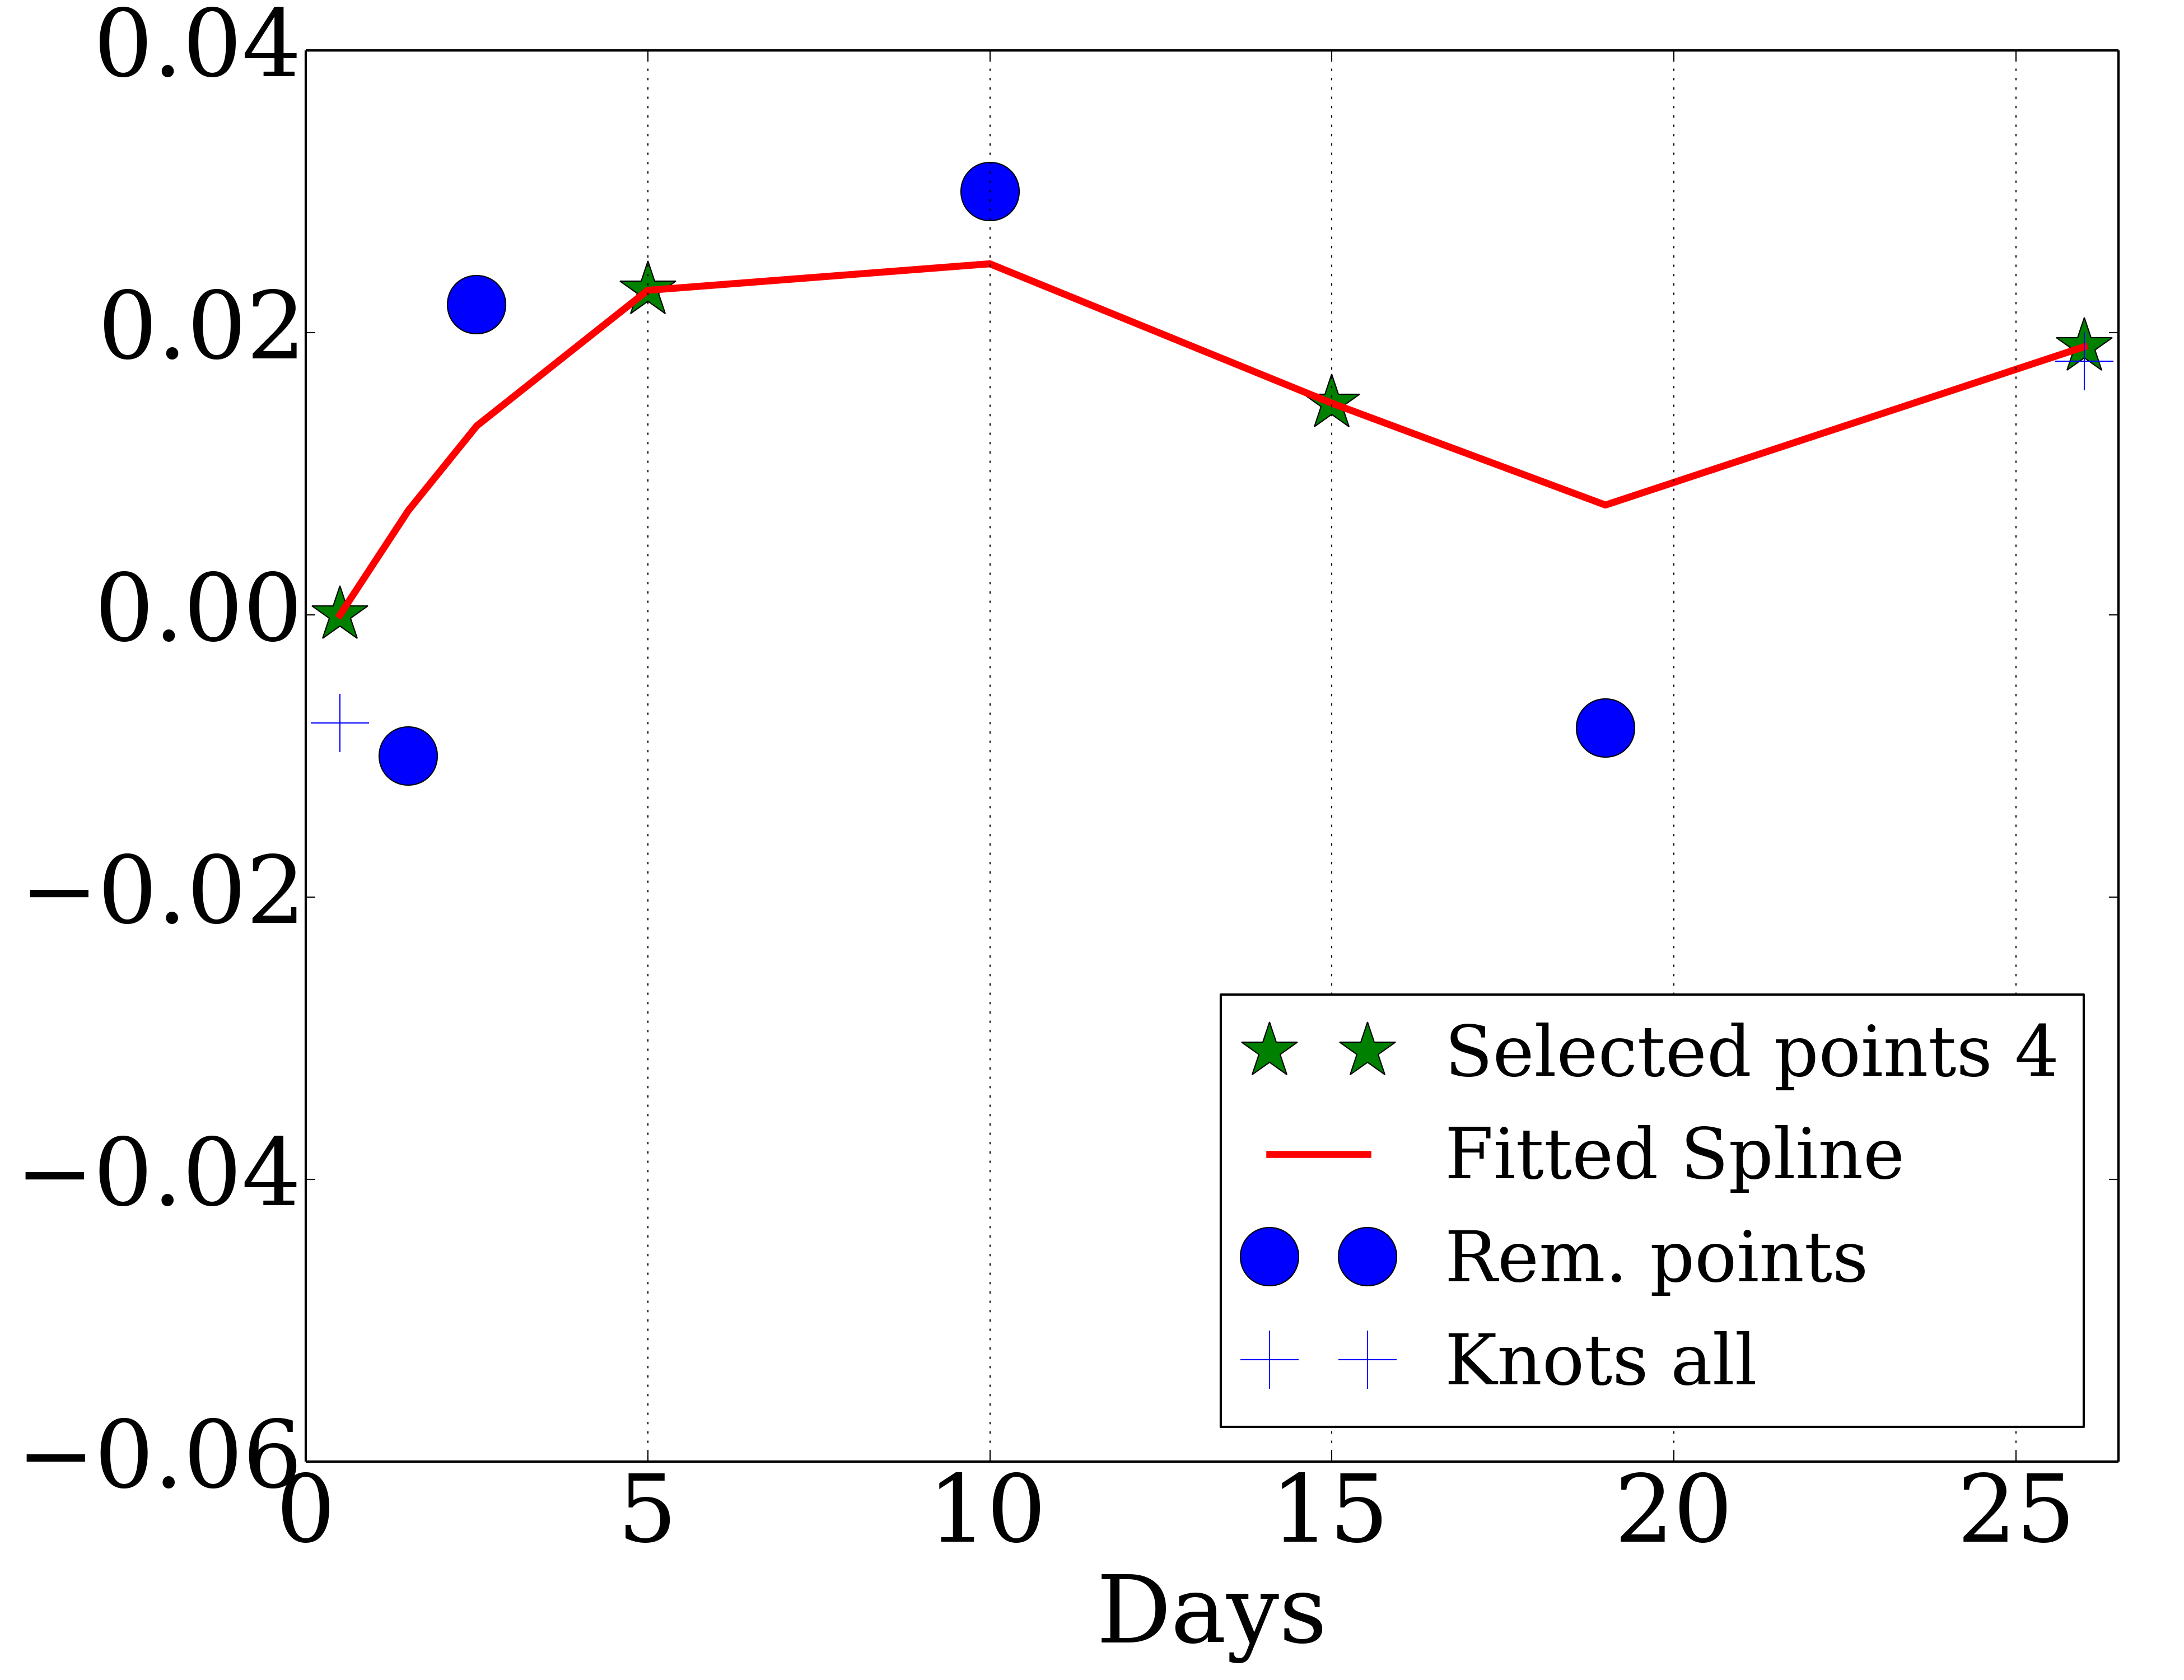 0.04
0.02
0.00
−0.02
−0.04
−0.06
Selected points 4
Fitted Spline
Rem. points
Knots all
0 5 10 15 20 25
Days